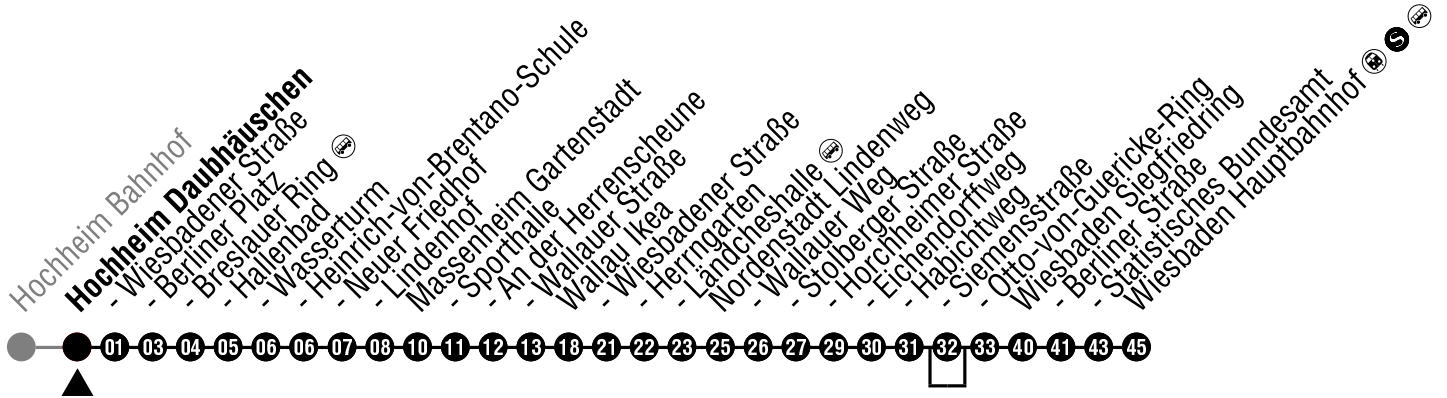 Hochheim Bahnhof
Hochheim Daubhäuschen
- Wiesbadener Straße
- Berliner Platz
- Breslauer Ring
- Hallenbad
- Wasserturm
- Heinrich-von-Brentano-Schule
- Neuer Friedhof
- Lindenhof
Massenheim Gartenstadt
- Sporthalle
- An der Herrenscheune
- Wallauer Straße
Wallau Ikea
- Wiesbadener Straße
- Herrngarten
- Ländcheshalle
Nordenstadt Lindenweg
- Wallauer Weg
- Stolberger Straße
- Horchheimer Straße
- Eichendorffweg
- Habichtweg
- Siemensstraße
- Otto-von-Guericke-Ring
Wiesbaden Siegfriedring
- Berliner Straße
- Statistisches Bundesamt
Wiesbaden Hauptbahnhof S
01 03 04 05 06 06 07 08 10 11 12 13 18 21 22 23 25 26 27 29 30 31 32 33 40 41 43 45